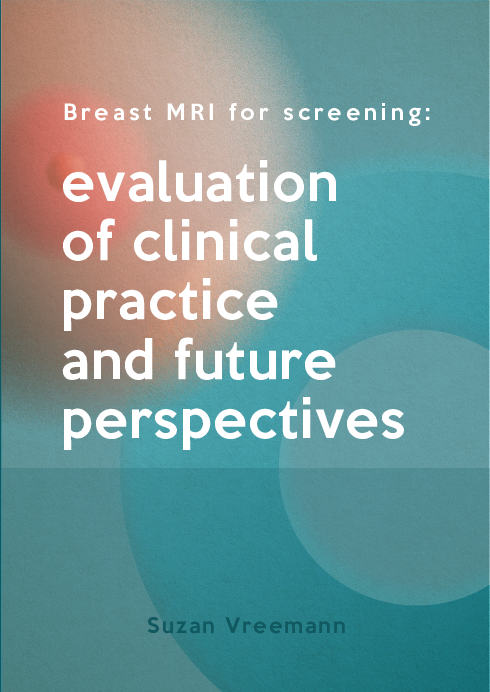 Breast MRI for screening:
evaluation
of clinical
practice
and future
perspectives
Suzan Vreemann